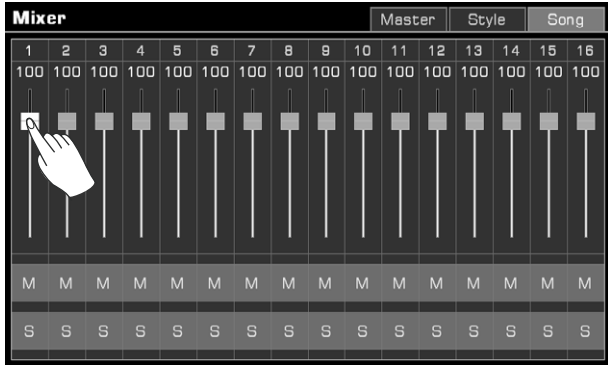 Mixer Master Style Song
1 2 3 4 5 6 7 8 9 10 11 12 13 14 15 16
100 100 100 100 100 100 100 100 100 100 100 100 100 100 100 100
M M M M M M M M M M M M M M M M
S S S S S S S S S S S S S S S S